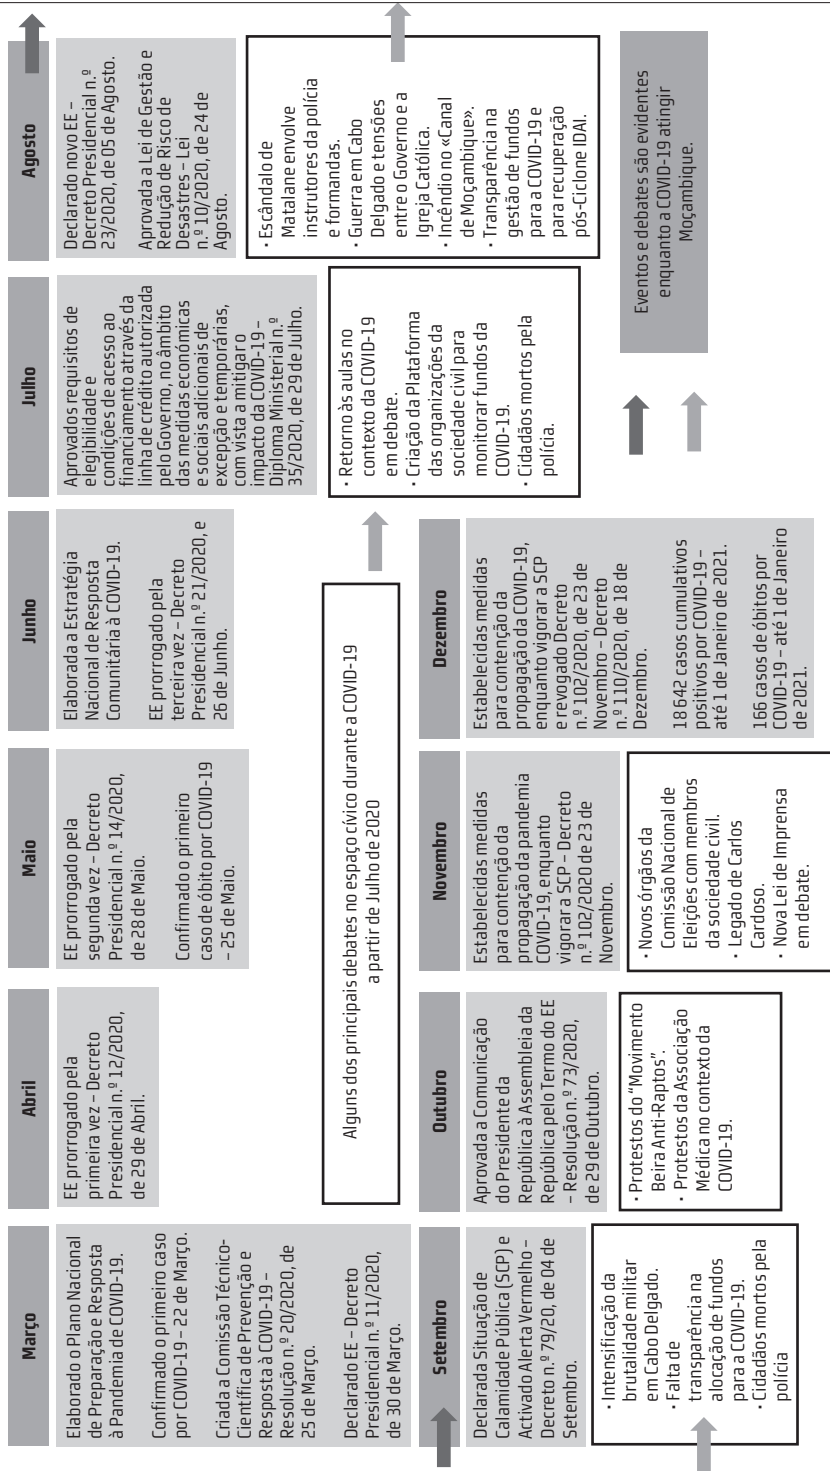 Março
Elaborado o Plano Nacional
de Preparação e Resposta
à Pandemia de COVID-19.
Confirmado o primeiro caso
por COVID-19 – 22 de Março.
Criada a Comissão Técnico-
Científica de Prevenção e
Resposta à COVID-19 –
Resolução n.º 20/2020, de
25 de Março.
Declarado EE – Decreto
Presidencial n.º 11/2020,
de 30 de Março.
Abril
EE prorrogado pela
primeira vez – Decreto
Presidencial n.º 12/2020,
de 29 de Abril.
Maio
EE prorrogado pela
segunda vez – Decreto
Presidencial n.º 14/2020,
de 28 de Maio.
Confirmado o primeiro
caso de óbito por COVID-19
– 25 de Maio.
Junho
Elaborada a Estratégia
Nacional de Resposta
Comunitária à COVID-19.
EE prorrogado pela
terceira vez – Decreto
Presidencial n.º 21/2020, e
26 de Junho.
Julho
Aprovados requisitos de
elegibilidade e
condições de acesso ao
financiamento através da
linha de crédito autorizada
pelo Governo, no âmbito
das medidas económicas
e sociais adicionais de
excepção e temporárias,
com vista a mitigar o
impacto da COVID-19 –
Diploma Ministerial n.º
35/2020, de 29 de Julho.
Agosto
Declarado novo EE –
Decreto Presidencial n.º
23/2020, de 05 de Agosto.
Aprovada a Lei de Gestão e
Redução de Risco de
Desastres – Lei
n.º 10/2020, de 24 de
Agosto.
Alguns dos principais debates no espaço cívico durante a COVID-19
a partir de Julho de 2020
· Retorno às aulas no
contexto da COVID-19
em debate.
· Criação da Plataforma
das organizações da
sociedade civil para
monitorar fundos da
COVID-19.
· Cidadãos mortos pela
polícia.
· Escândalo de
Matalane envolve
instrutores da polícia
e formandas.
· Guerra em Cabo
Delgado e tensões
entre o Governo e a
Igreja Católica.
· Incêndio no «Canal
de Moçambique».
· Transparência na
gestão de fundos
para a COVID-19 e
para recuperação
pós-Ciclone IDAI.
Setembro
Declarada Situação de
Calamidade Pública (SCP) e
Activado Alerta Vermelho –
Decreto n.º 79/20, de 04 de
Setembro.
· Intensificação da
brutalidade militar
em Cabo Delgado.
· Falta de
transparência na
alocação de fundos
para a COVID-19.
· Cidadãos mortos pela
polícia
Outubro
Aprovada a Comunicação
do Presidente da
República à Assembleia da
República pelo Termo do EE
– Resolução n.º 73/2020,
de 29 de Outubro.
· Protestos do "Movimento
Beira Anti-Raptos".
· Protestos da Associação
Médica no contexto da
COVID-19.
Novembro
Estabelecidas medidas
para contenção da
propagação da pandemia
COVID-19, enquanto
vigorar a SCP – Decreto
n.º 102/2020 de 23 de
Novembro.
· Novos órgãos da
Comissão Nacional de
Eleições com membros
da sociedade civil.
· Legado de Carlos
Cardoso.
· Nova Lei de Imprensa
em debate.
Dezembro
Estabelecidas medidas
para contenção da
propagação da COVID-19,
enquanto vigorar a SCP
e revogado Decreto
n.º 102/2020, de 23 de
Novembro – Decreto
n.º 110/2020, de 18 de
Dezembro.
18 642 casos cumulativos
positivos por COVID-19 –
até 1 de Janeiro de 2021.
166 casos de óbitos por
COVID-19 – até 1 de Janeiro
de 2021.
Eventos e debates são evidentes
enquanto a COVID-19 atingir
Moçambique.